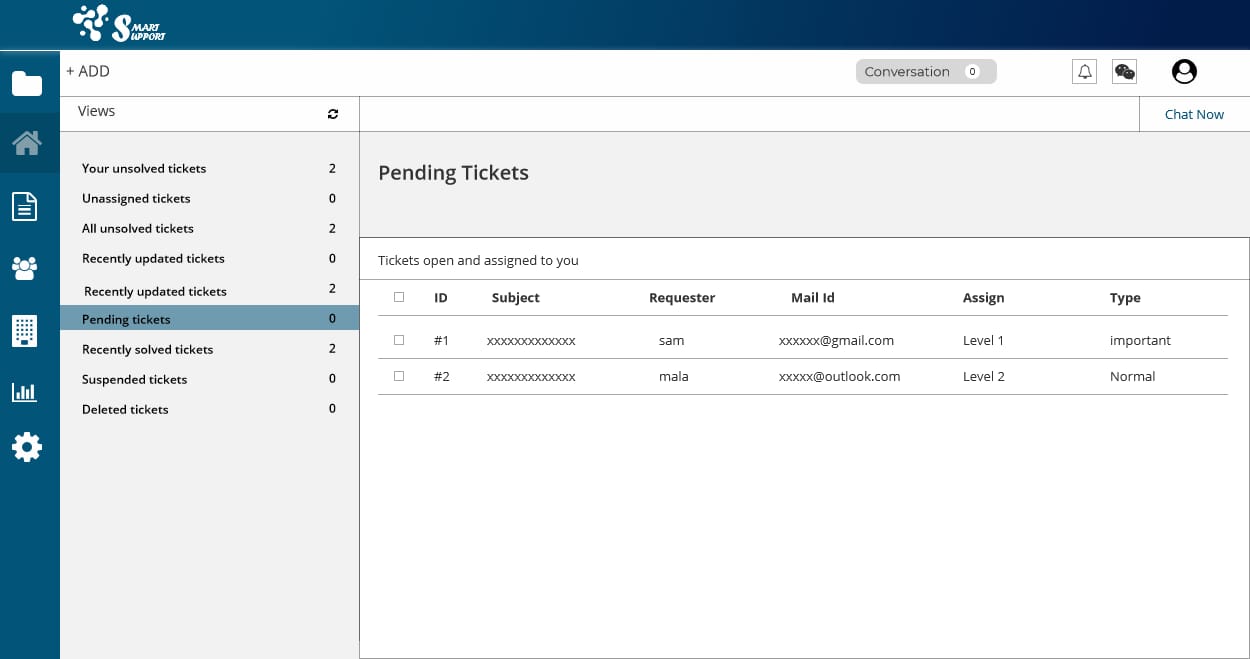 SMART
SUPPORT
+ ADD
Conversation 0
Views
Chat Now
Your unsolved tickets 2
Unassigned tickets 0
All unsolved tickets 2
Recently updated tickets 0
Recently updated tickets 2
Pending tickets 0
Recently solved tickets 2
Suspended tickets 0
Deleted tickets 0
Pending Tickets
Tickets open and assigned to you
ID Subject Requester Mail Id Assign Type
#1 xxxxxxxxxxxxx sam xxxxxx@gmail.com Level 1 important
#2 xxxxxxxxxxxxx mala xxxxx@outlook.com Level 2 Normal